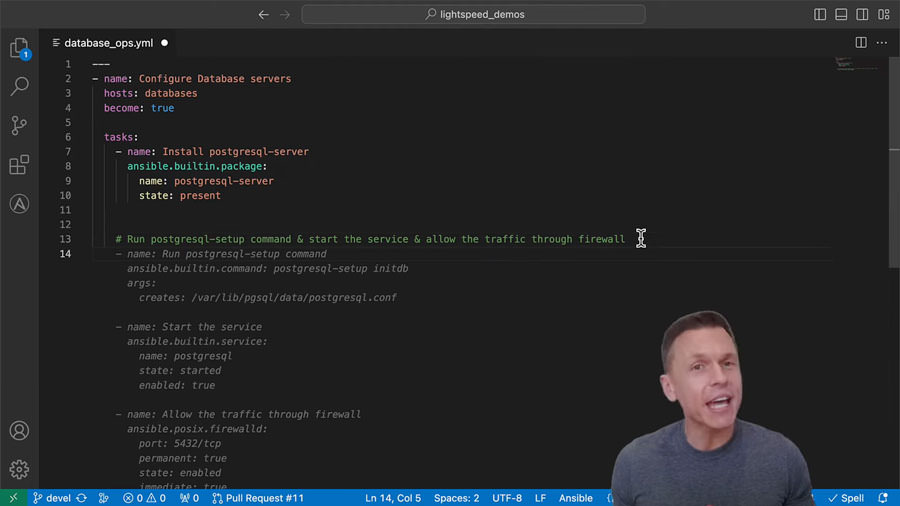 lightspeed_demos
database_ops.yml
1 ---
2 - name: Configure Database servers
3 hosts: databases
4 become: true
5
6 tasks:
7 - name: Install postgresql-server
8 ansible.builtin.package:
9 name: postgresql-server
10 state: present
11
12
13 # Run postgresql-setup command & start the service & allow the traffic through firewall
14 - name: Run postgresql-setup command
ansible.builtin.command: postgresql-setup initdb
args:
creates: /var/lib/pgsql/data/postgresql.conf
- name: Start the service
ansible.builtin.service:
name: postgresql
state: started
enabled: true
- name: Allow the traffic through firewall
ansible.posix.firewalld:
port: 5432/tcp
permanent: true
state: enabled
immediate: true
1
devel 0 0 0 Pull Request #11 Ln 14, Col 5 Spaces: 2 UTF-8 LF Ansible Spell